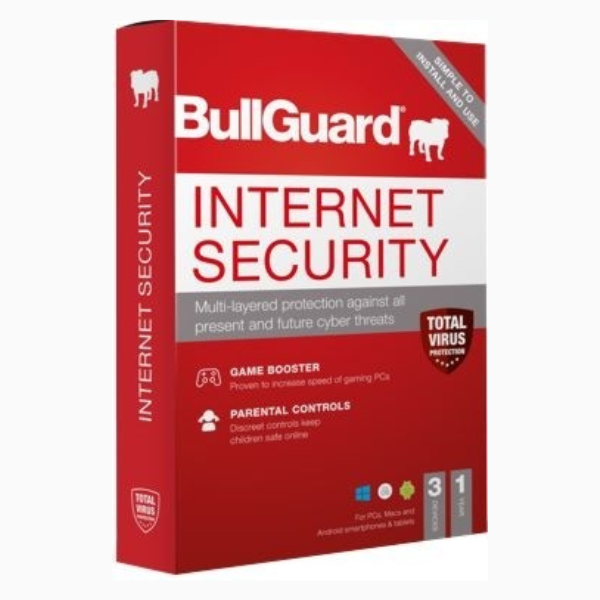 SIMPLE TO
INSTALL AND USE
BullGuard®
INTERNET
SECURITY
Multi-layered protection against all
present and future cyber threats
TOTAL
VIRUS
PROTECTION
GAME BOOSTER
Proven to increase speed of gaming PCs
PARENTAL CONTROLS
Discreet controls keep
children safe online
3
DEVICES
1
YEAR
For PCs, Macs and
Android smartphones & tablets
INTERNET SECURITY
TOTAL
VIRUS
PROTECTION